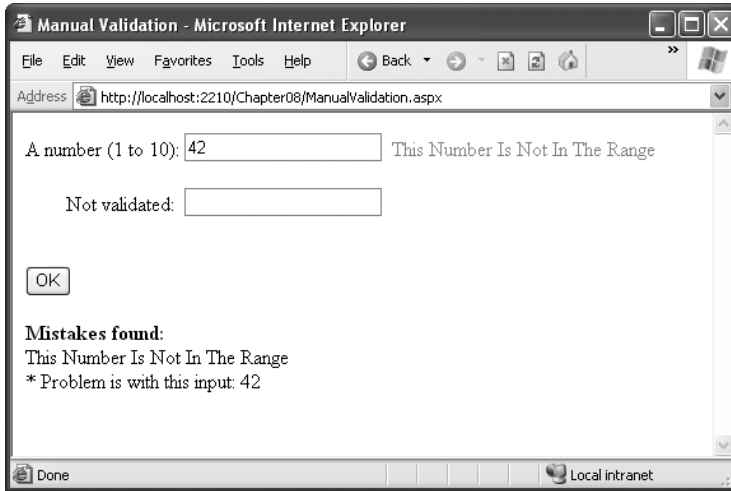 Manual Validation - Microsoft Internet Explorer
File Edit View Favorites Tools Help Back »
Address http://localhost:2210/Chapter08/ManualValidation.aspx
A number (1 to 10): 42 This Number Is Not In The Range
Not validated:
OK
Mistakes found:
This Number Is Not In The Range
* Problem is with this input: 42
Done Local intranet